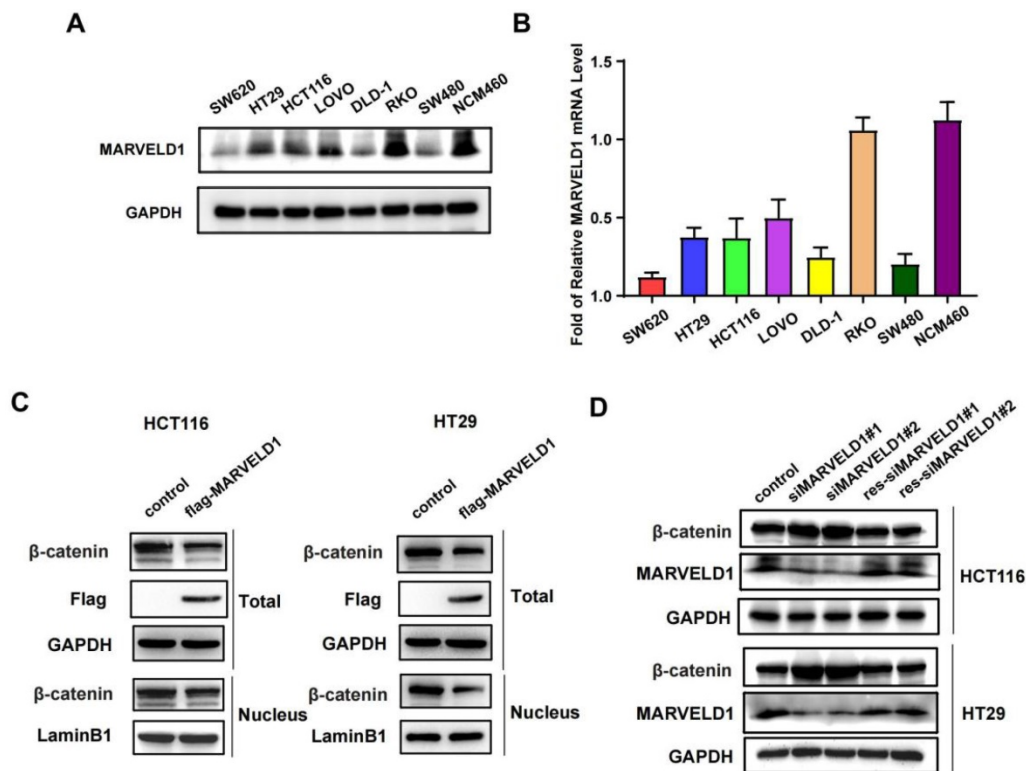 A
SW620 HT29 HCT116 LOVO DLD-1 RKO SW480 NCM460
MARVELD1
GAPDH
B
Fold of Relative MARVELD1 mRNA Level
1.5
1.0
0.5
1.0
SW620 HT29 HCT116 LOVO DLD-1 RKO SW480 NCM460
C
HCT116
control flag-MARVELD1
β-catenin
Flag
GAPDH
Total
β-catenin
LaminB1
Nucleus
HT29
control flag-MARVELD1
β-catenin
Flag
GAPDH
Total
β-catenin
LaminB1
Nucleus
D
control siMARVELD1#1 siMARVELD1#2 res-siMARVELD1#1 res-siMARVELD1#2
β-catenin
MARVELD1
GAPDH
HCT116
β-catenin
MARVELD1
GAPDH
HT29